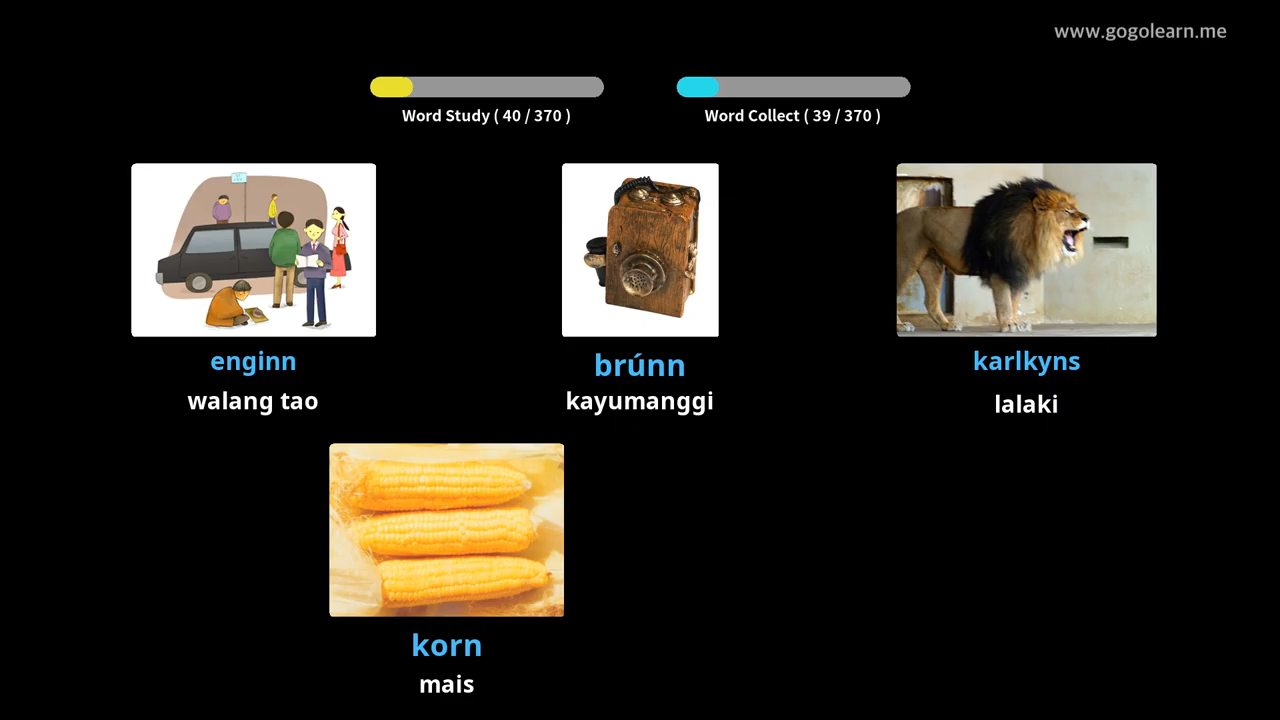 www.gogolearn.me
Word Study ( 40 / 370 )
Word Collect ( 39 / 370 )
enginn
brúnn
karlkyns
walang tao
kayumanggi
lalaki
korn
mais